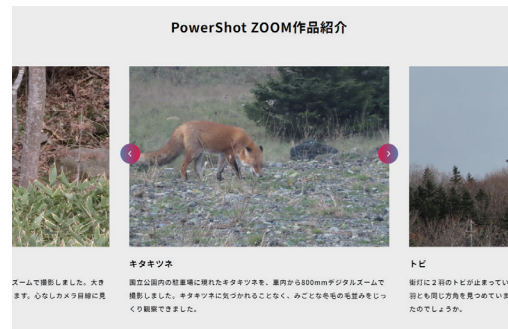 PowerShot ZOOM作品紹介
ズームで撮影しました。大き
ます。心なしカメラ目線に見
キタキツネ
国立公園内の駐車場に現れたキタキツネを、車内から800mmデジタルズームで
撮影しました。キタキツネに気づかれることなく、みごとな冬毛の毛並みをじっ
くり観察できました。
トビ
街灯に２羽のトビが止まってい
羽とも同じ方角を見つめていま
たのでしょうか。